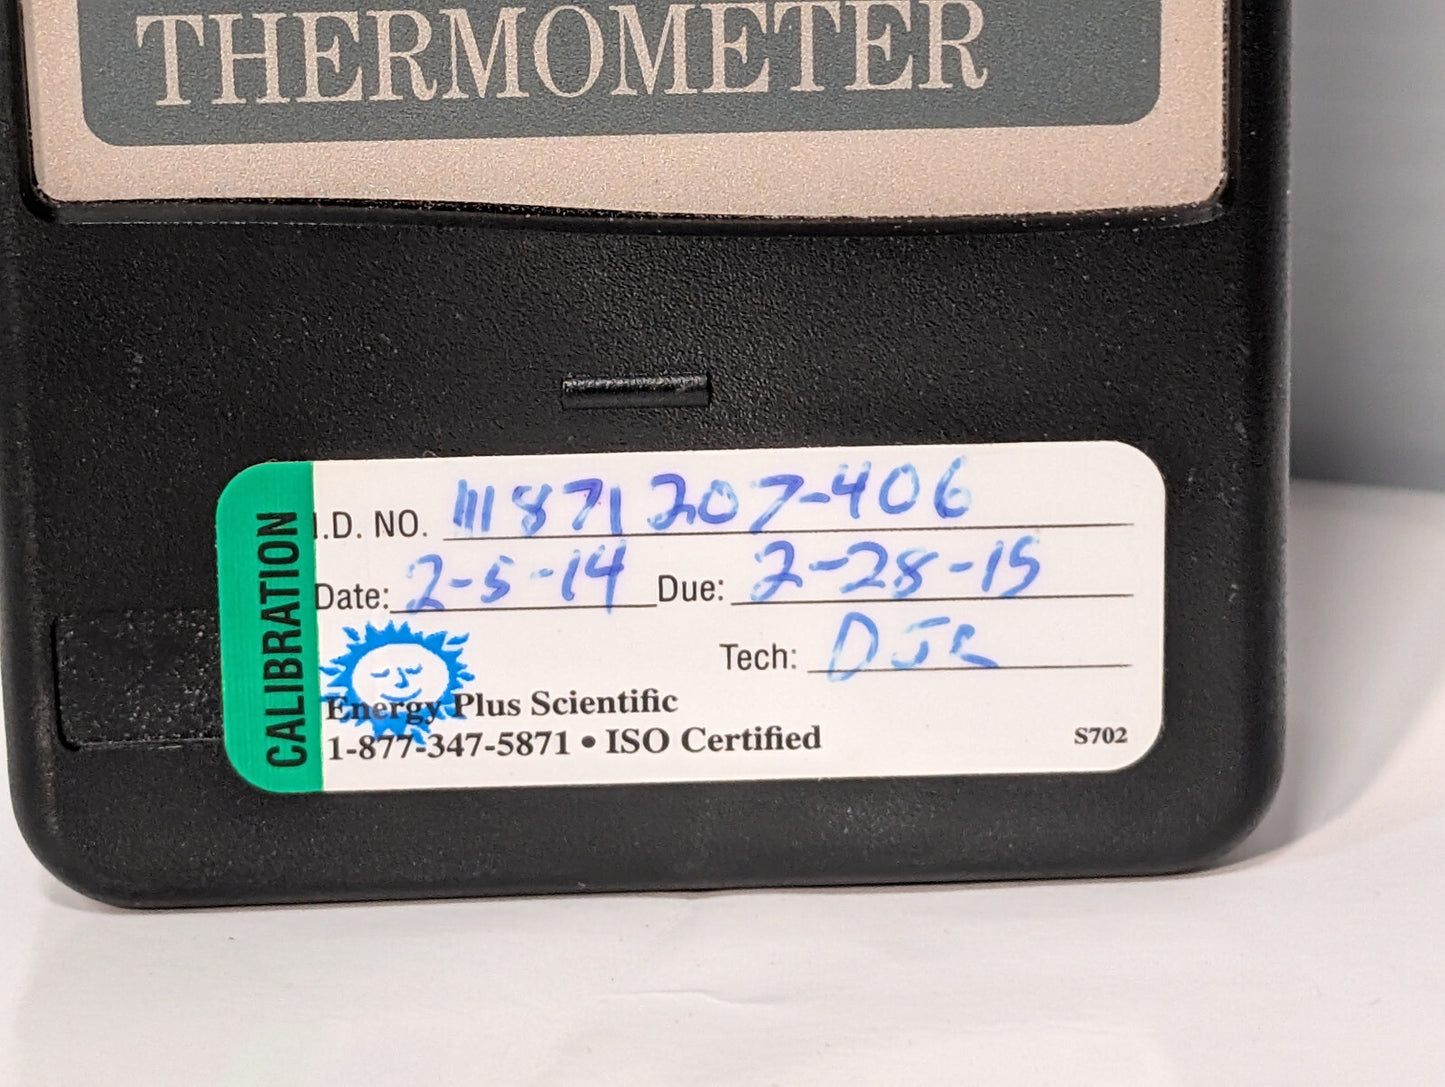 THERMOMETER
CALIBRATION
I.D. NO. 111871207-406
Date: 2-5-14 Due: 2-28-15
Tech: DJR
Energy Plus Scientific
1-877-347-5871 • ISO Certified
S702